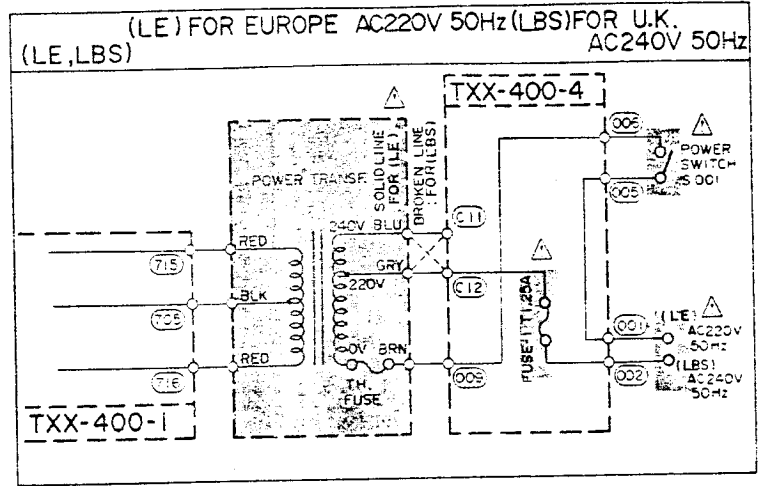 (LE) FOR EUROPE AC220V 50Hz (LBS) FOR U.K.
(LE,LBS) AC240V 50Hz
TXX-400-4
006
POWER
SWITCH
S001
005
POWER TRANSF.
SOLID LINE
FOR (LE)
BROKEN LINE
FOR (LBS)
C11
240V BLU
RED
715
GRY
220V
C12
BLK
705
FUSE (T1.25A
001
(LE)
AC220V
50Hz
0V BRN
RED
716
TH.
FUSE
009
002
(LBS)
AC240V
50Hz
TXX-400-1